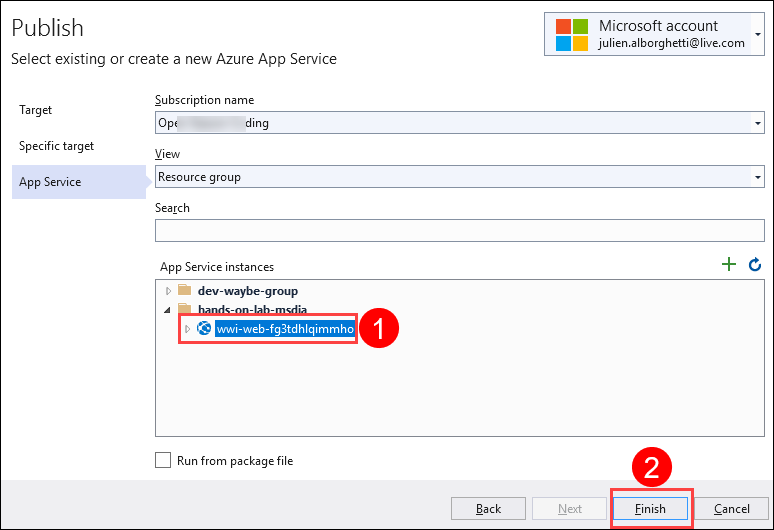 Publish
Select existing or create a new Azure App Service
Microsoft account
julien.alborghetti@live.com
Target
Specific target
App Service
Subscription name
Ope ding
View
Resource group
Search
App Service instances
dev-waybe-group
hands-on-lab-msdia
wwi-web-fg3tdhlqimmho
1
Run from package file
2
Back
Next
Finish
Cancel